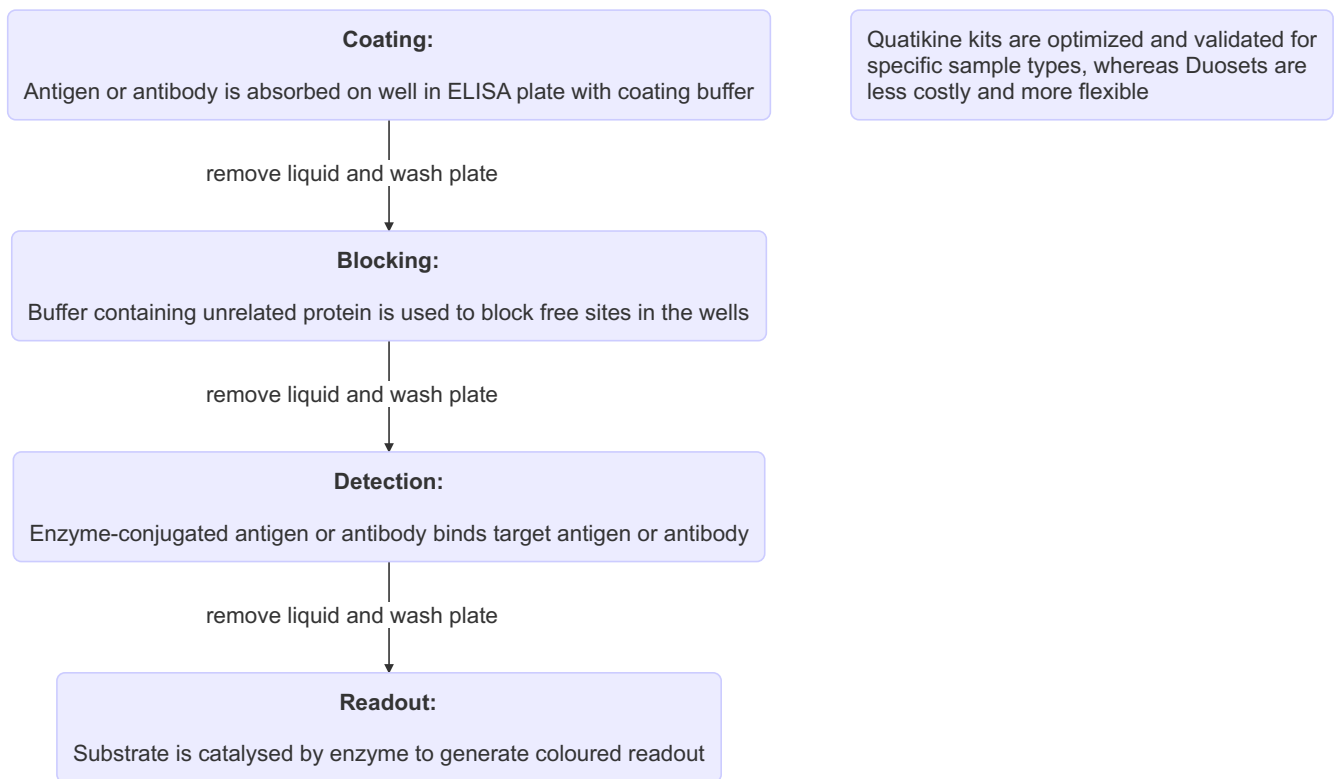 Coating:
Antigen or antibody is absorbed on well in ELISA plate with coating buffer
Quatikine kits are optimized and validated for
specific sample types, whereas Duosets are
less costly and more flexible
remove liquid and wash plate
Blocking:
Buffer containing unrelated protein is used to block free sites in the wells
remove liquid and wash plate
Detection:
Enzyme-conjugated antigen or antibody binds target antigen or antibody
remove liquid and wash plate
Readout:
Substrate is catalysed by enzyme to generate coloured readout